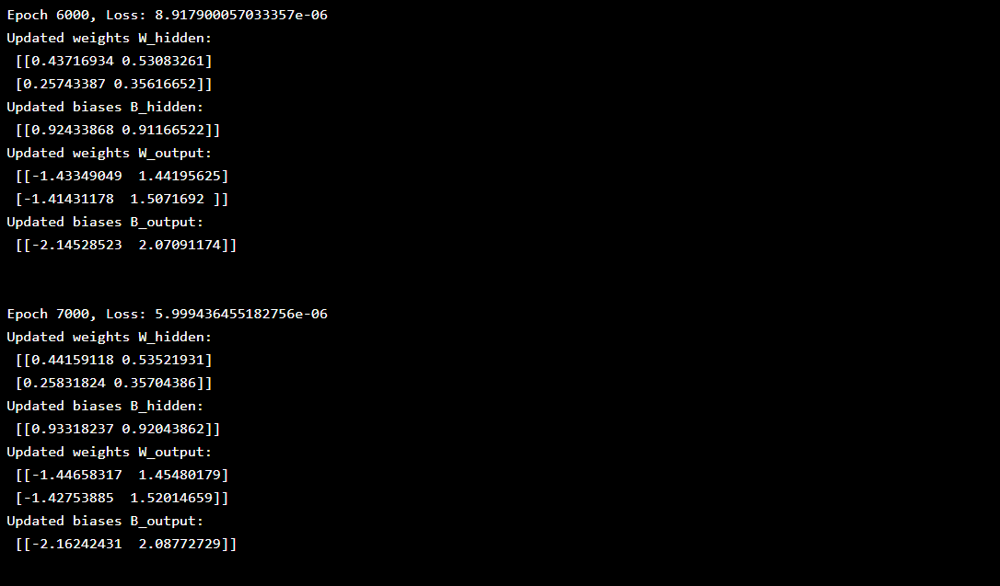 Epoch 6000, Loss: 8.917900057033357e-06
Updated weights W_hidden:
 [[0.43716934 0.53083261]
 [0.25743387 0.35616652]]
Updated biases B_hidden:
 [[0.92433868 0.91166522]]
Updated weights W_output:
 [[-1.43349049  1.44195625]
 [-1.41431178  1.5071692 ]]
Updated biases B_output:
 [[-2.14528523  2.07091174]]
Epoch 7000, Loss: 5.999436455182756e-06
Updated weights W_hidden:
 [[0.44159118 0.53521931]
 [0.25831824 0.35704386]]
Updated biases B_hidden:
 [[0.93318237 0.92043862]]
Updated weights W_output:
 [[-1.44658317  1.45480179]
 [-1.42753885  1.52014659]]
Updated biases B_output:
 [[-2.16242431  2.08772729]]